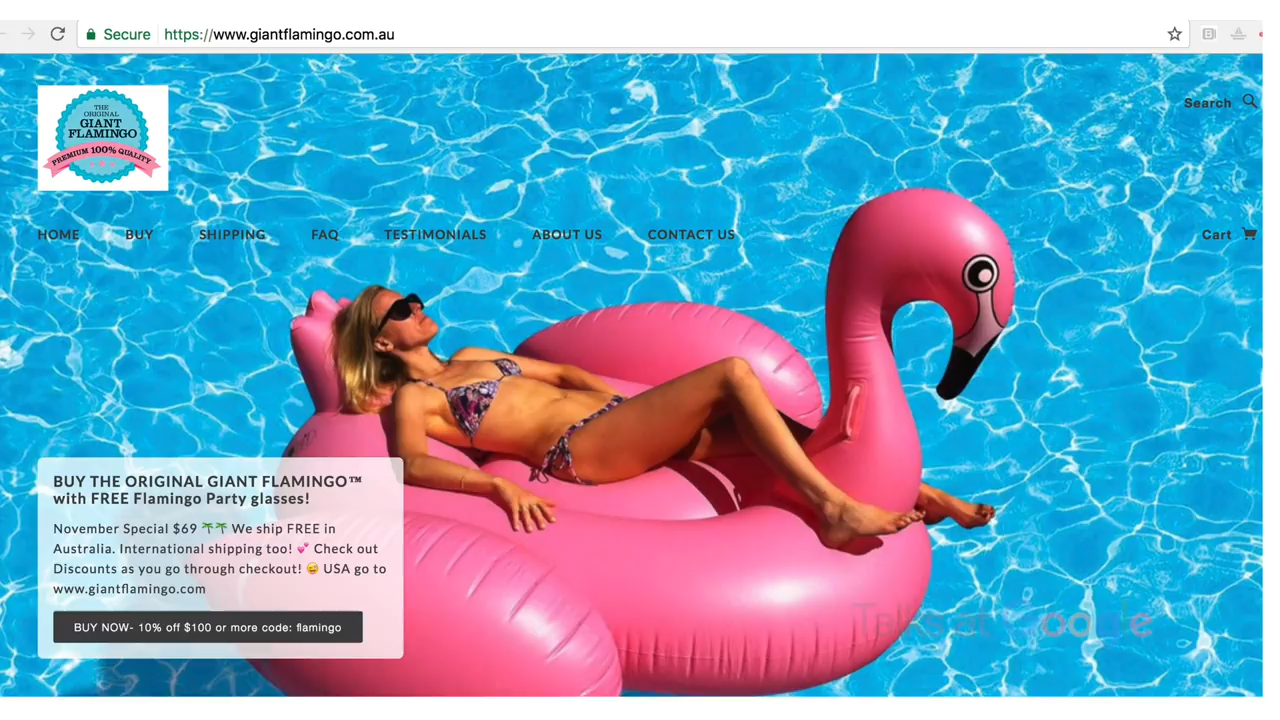 Secure https://www.giantflamingo.com.au
THE
ORIGINAL
GIANT
FLAMINGO
PREMIUM 100% QUALITY
Search
HOME BUY SHIPPING FAQ TESTIMONIALS ABOUT US CONTACT US Cart
BUY THE ORIGINAL GIANT FLAMINGO™
with FREE Flamingo Party glasses!
November Special $69 🌴🌴 We ship FREE in
Australia. International shipping too! 💕 Check out
Discounts as you go through checkout! 😜 USA go to
www.giantflamingo.com
BUY NOW- 10% off $100 or more code: flamingo
Talks at Google